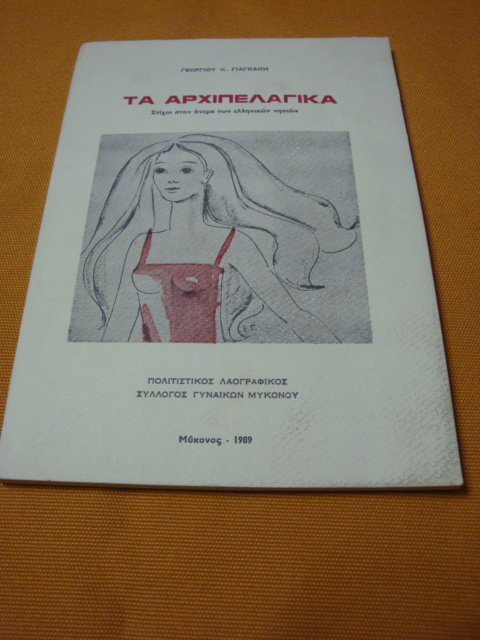 ΓΕΩΡΓΙΟΥ Κ. ΓΙΑΓΚΑΚΗ
ΤΑ ΑΡΧΙΠΕΛΑΓΙΚΑ
Στίχοι στον άνεμο των ελληνικών νησιών
Ε.Γ.
ΠΟΛΙΤΙΣΤΙΚΟΣ ΛΑΟΓΡΑΦΙΚΟΣ
ΣΥΛΛΟΓΟΣ ΓΥΝΑΙΚΩΝ ΜΥΚΟΝΟΥ
Μύκονος - 1989